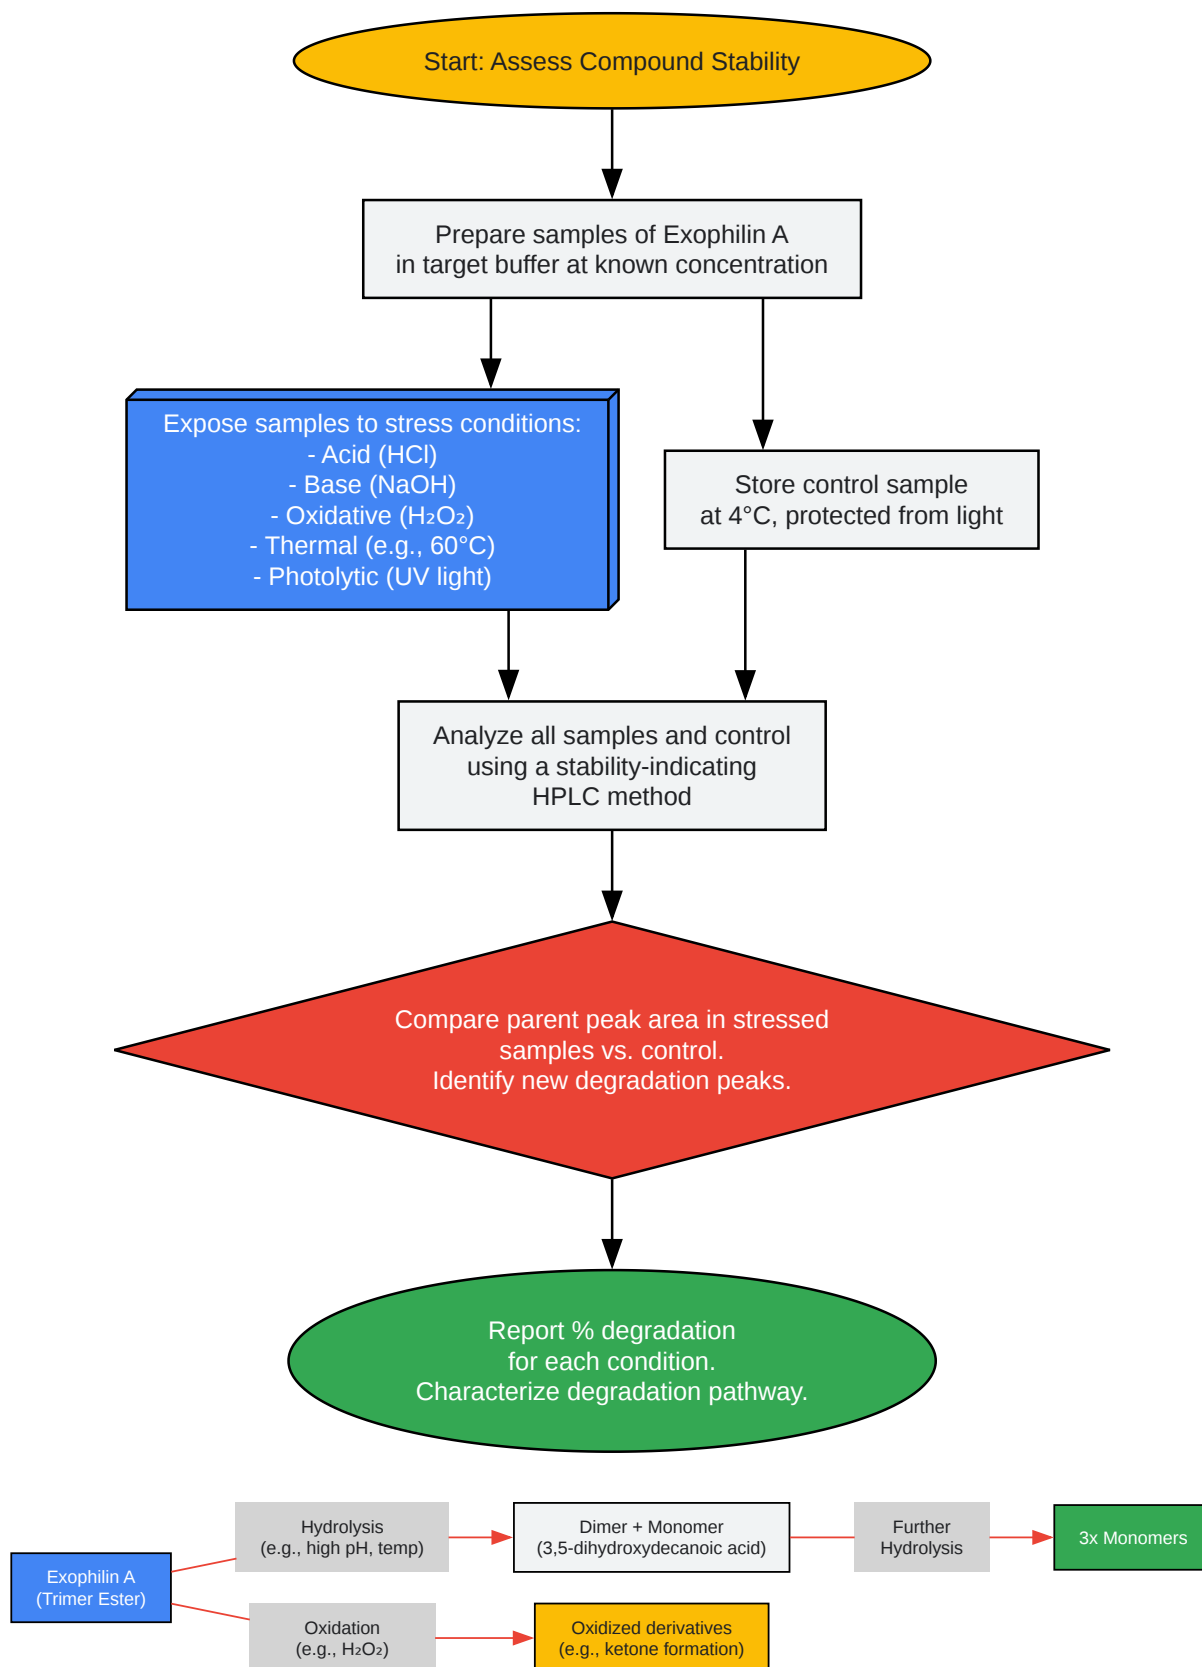 Start: Assess Compound Stability
Prepare samples of Exophilin A
in target buffer at known concentration
Expose samples to stress conditions:
- Acid (HCl)
- Base (NaOH)
- Oxidative (H₂O₂)
- Thermal (e.g., 60°C)
- Photolytic (UV light)
Store control sample
at 4°C, protected from light
Analyze all samples and control
using a stability-indicating
HPLC method
Compare parent peak area in stressed
samples vs. control.
Identify new degradation peaks.
Report % degradation
for each condition.
Characterize degradation pathway.
Exophilin A
(Trimer Ester)
Hydrolysis
(e.g., high pH, temp)
Dimer + Monomer
(3,5-dihydroxydecanoic acid)
Further
Hydrolysis
3x Monomers
Oxidation
(e.g., H₂O₂)
Oxidized derivatives
(e.g., ketone formation)